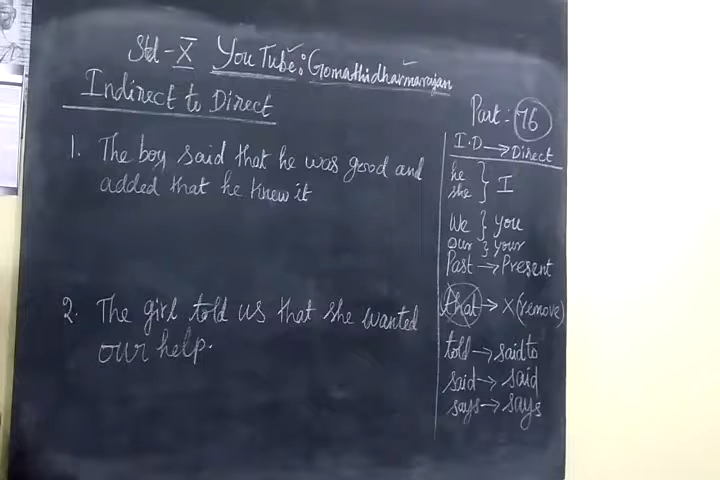 Std - X YouTube: Gomathidharmarajan
Indirect to Direct
Part: 76
1. The boy said that he was good and
added that he knew it
2. The girl told us that she wanted
our help.
I.D → Direct
he
she } I
We } you
our } your
Past → Present
that → X (remove)
told → said to
said → said
says → says